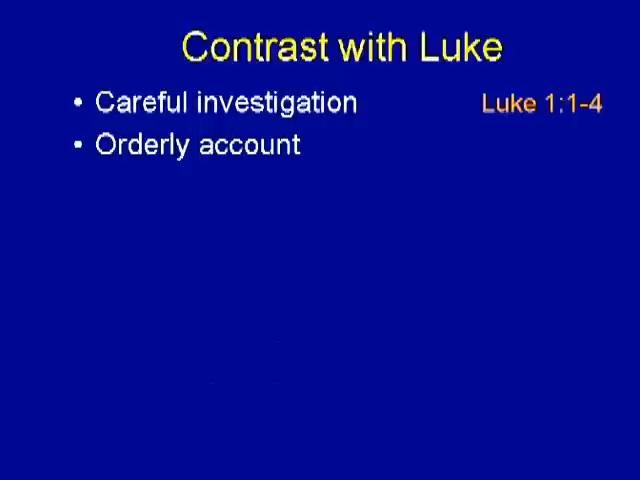 Contrast with Luke
• Careful investigation Luke 1:1-4
• Orderly account